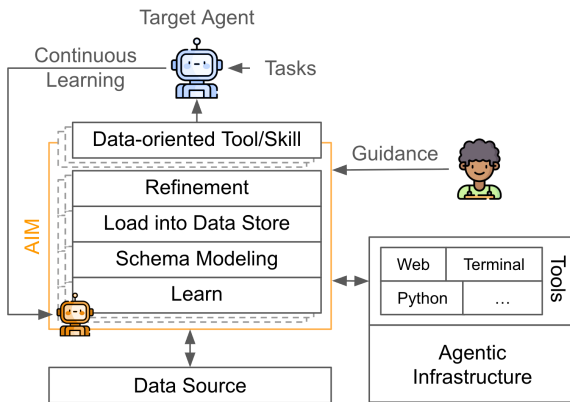 Target Agent
Continuous
Learning
Tasks
Data-oriented Tool/Skill
Guidance
AIM
Refinement
Load into Data Store
Schema Modeling
Learn
Web
Terminal
Python
...
Tools
Agentic
Infrastructure
Data Source